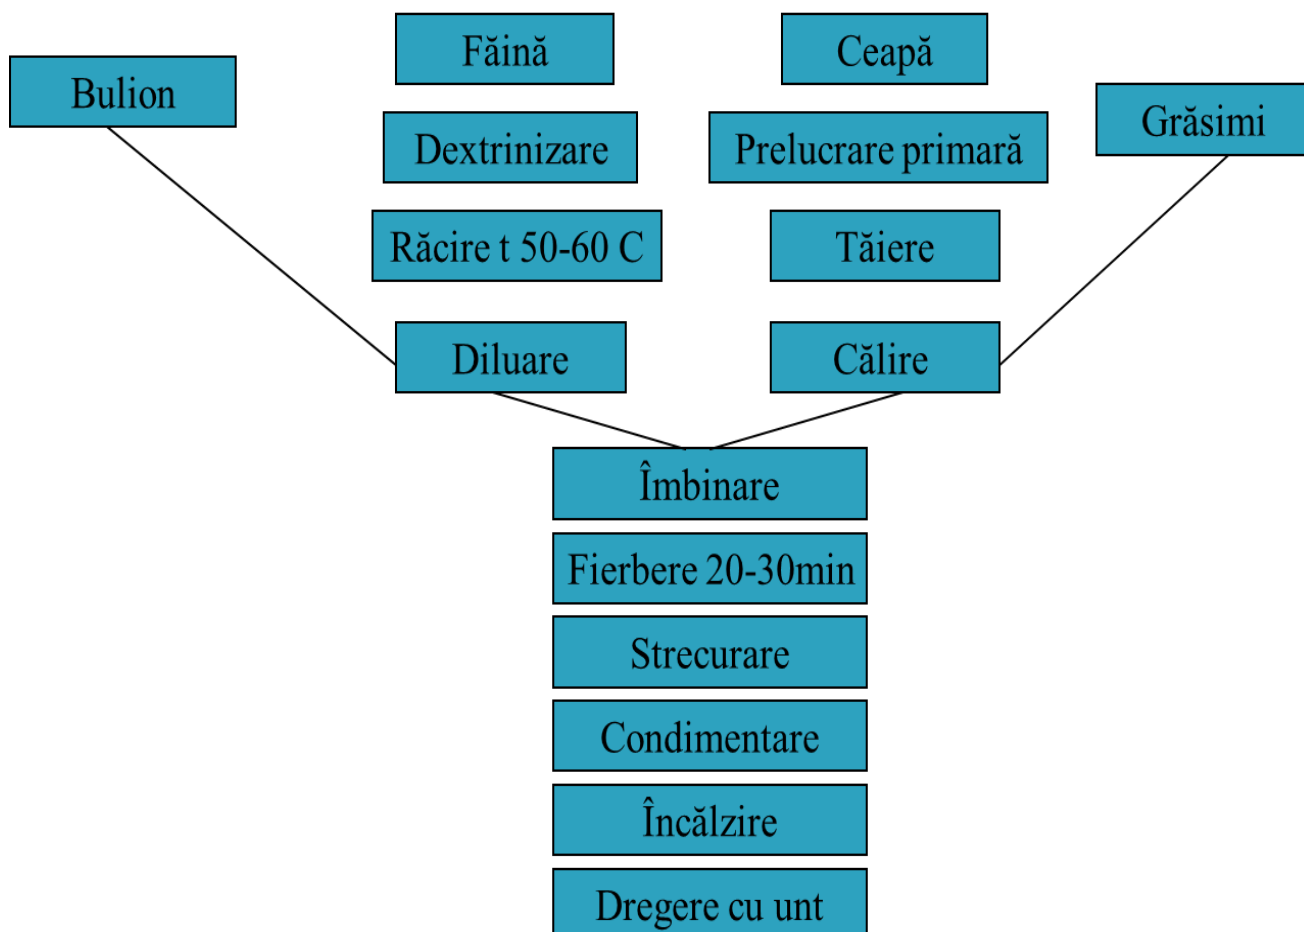 Făină
Ceapă
Bulion
Grăsimi
Dextrinizare
Prelucrare primară
Răcire t 50-60 C
Tăiere
Diluare
Călire
Îmbinare
Fierbere 20-30min
Strecurare
Condimentare
Încălzire
Dregere cu unt